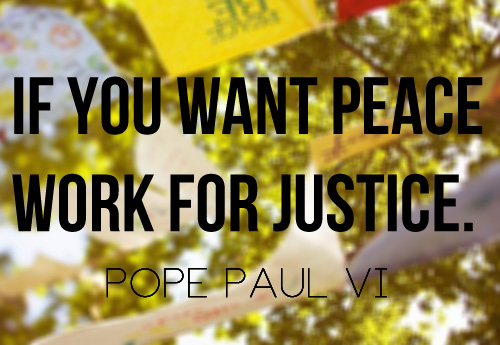 IF YOU WANT PEACE
WORK FOR JUSTICE.
POPE PAUL VI